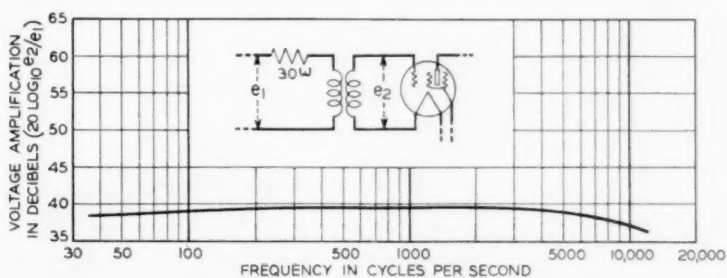 VOLTAGE AMPLIFICATION
IN DECIBELS (20 LOG10 e2/e1)
65
60
55
50
45
40
35
30ω
e1
e2
30
50
100
500
1000
5000
10,000
20,000
FREQUENCY IN CYCLES PER SECOND